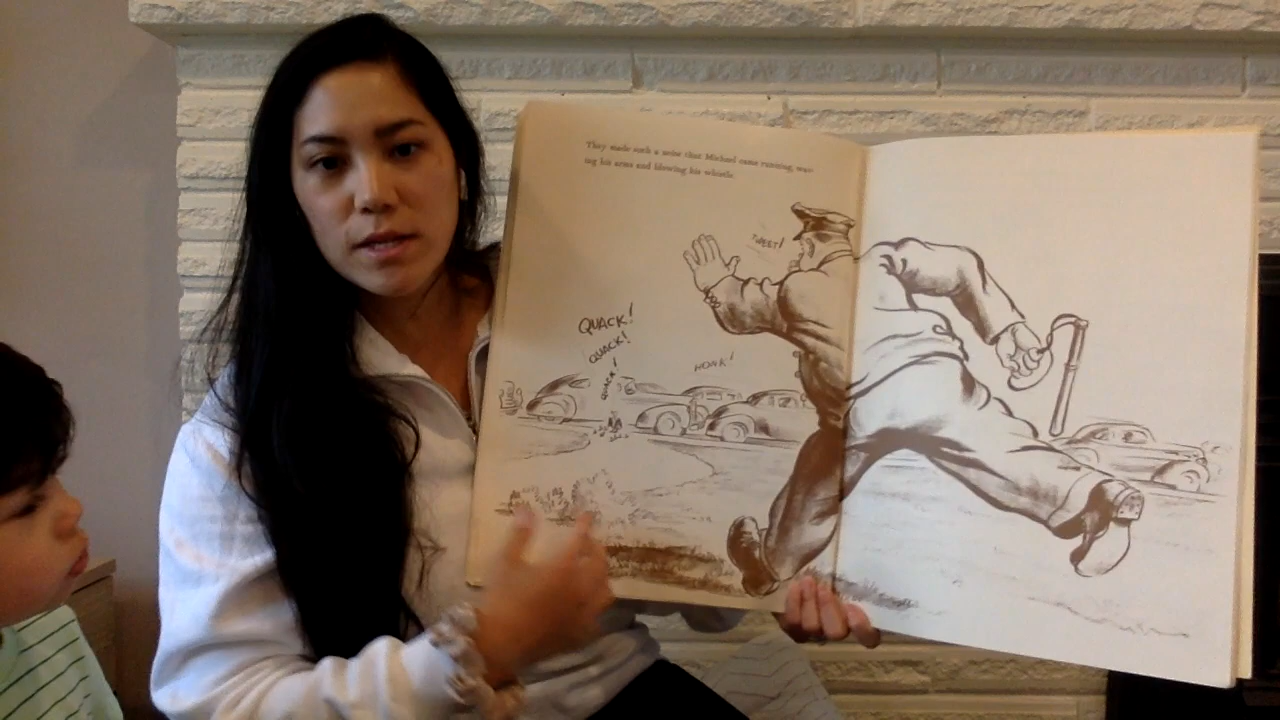 They made such a noise that Michael came running, wav-
ing his arms and blowing his whistle.
TWEET!
QUACK!
QUACK!
QUACK!
HONK!